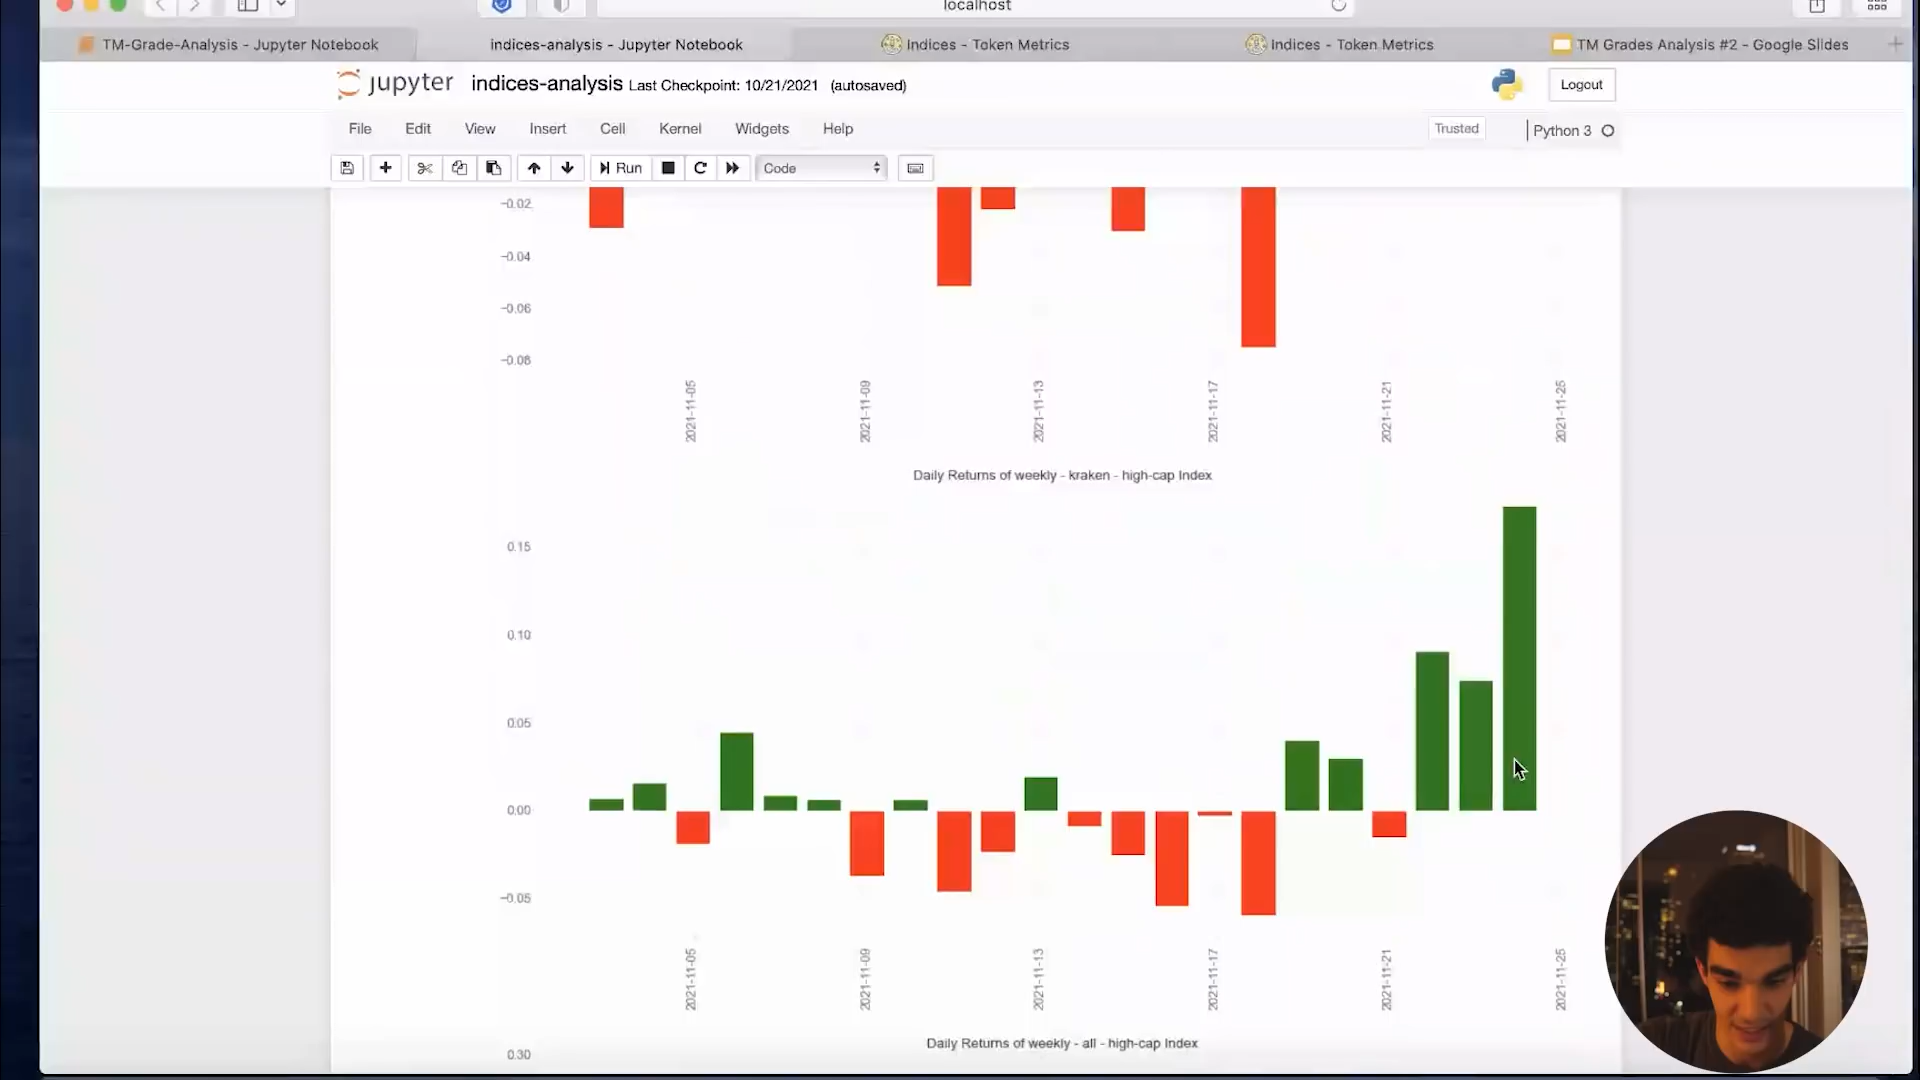 localhost
TM-Grade-Analysis - Jupyter Notebook
indices-analysis - Jupyter Notebook
Indices - Token Metrics
Indices - Token Metrics
TM Grades Analysis #2 - Google Slides
jupyter indices-analysis Last Checkpoint: 10/21/2021 (autosaved)
Logout
File Edit View Insert Cell Kernel Widgets Help
Trusted
Python 3
Run
Code
−0.02
−0.04
−0.06
−0.08
2021-11-05
2021-11-09
2021-11-13
2021-11-17
2021-11-21
2021-11-25
Daily Returns of weekly - kraken - high-cap Index
0.15
0.10
0.05
0.00
−0.05
2021-11-05
2021-11-09
2021-11-13
2021-11-17
2021-11-21
2021-11-25
Daily Returns of weekly - all - high-cap Index
0.30